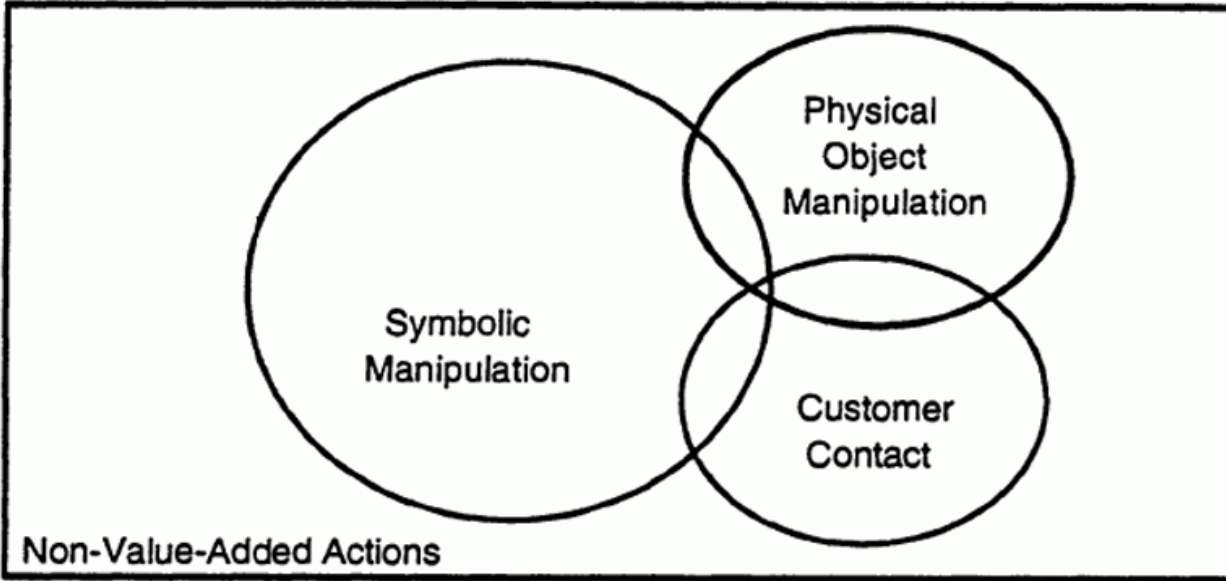 Physical
Object
Manipulation
Symbolic
Manipulation
Customer
Contact
Non-Value-Added Actions